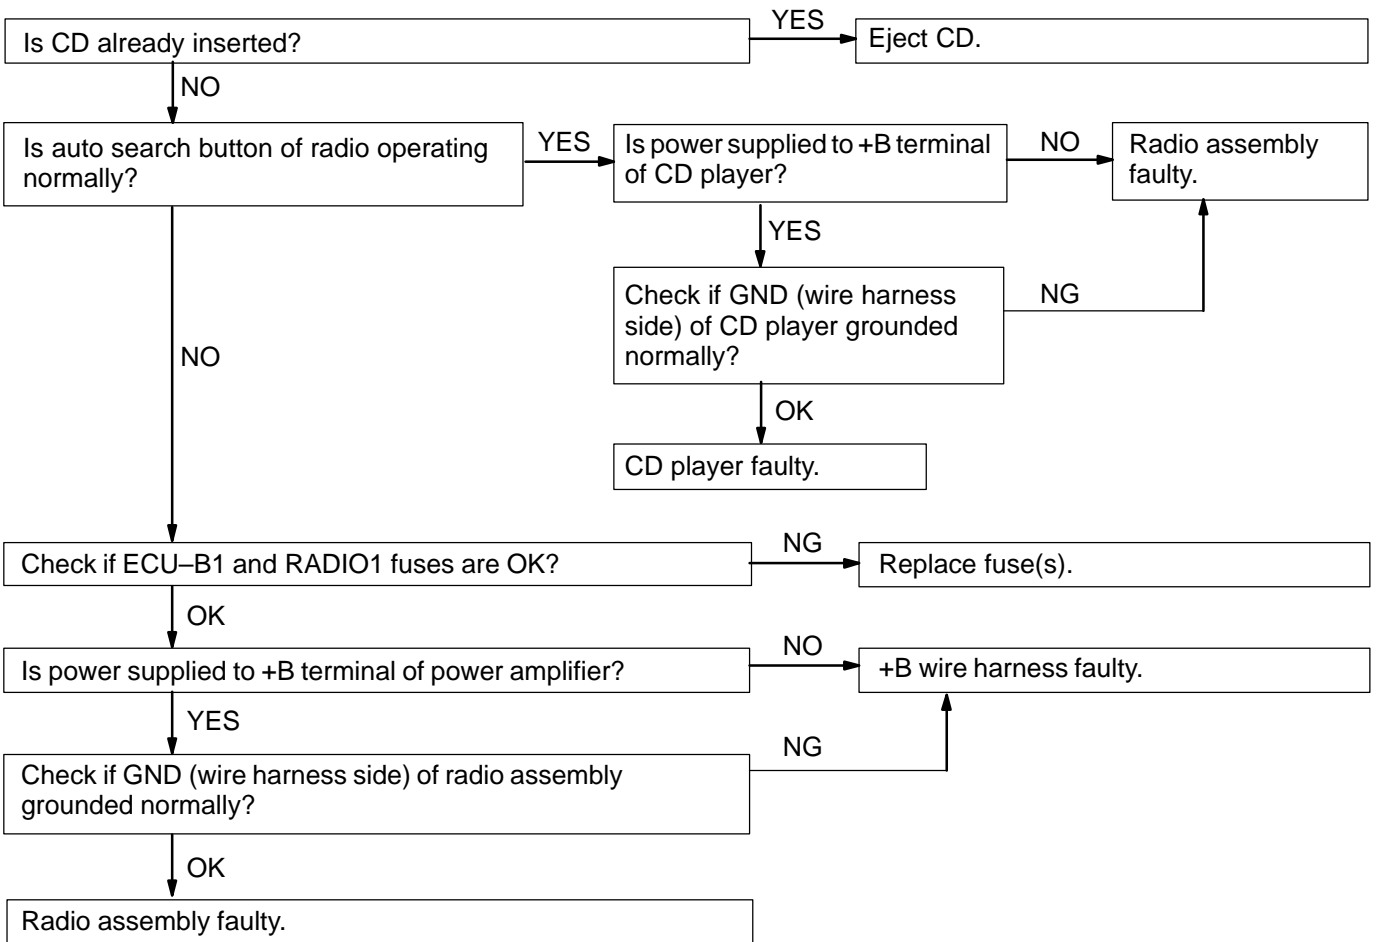 Is CD already inserted?
YES
Eject CD.
NO
Is auto search button of radio operating
normally?
YES
Is power supplied to +B terminal
of CD player?
NO
Radio assembly
faulty.
YES
Check if GND (wire harness
side) of CD player grounded
normally?
NG
OK
CD player faulty.
NO
Check if ECU–B1 and RADIO1 fuses are OK?
NG
Replace fuse(s).
OK
Is power supplied to +B terminal of power amplifier?
NO
+B wire harness faulty.
YES
Check if GND (wire harness side) of radio assembly
grounded normally?
NG
OK
Radio assembly faulty.